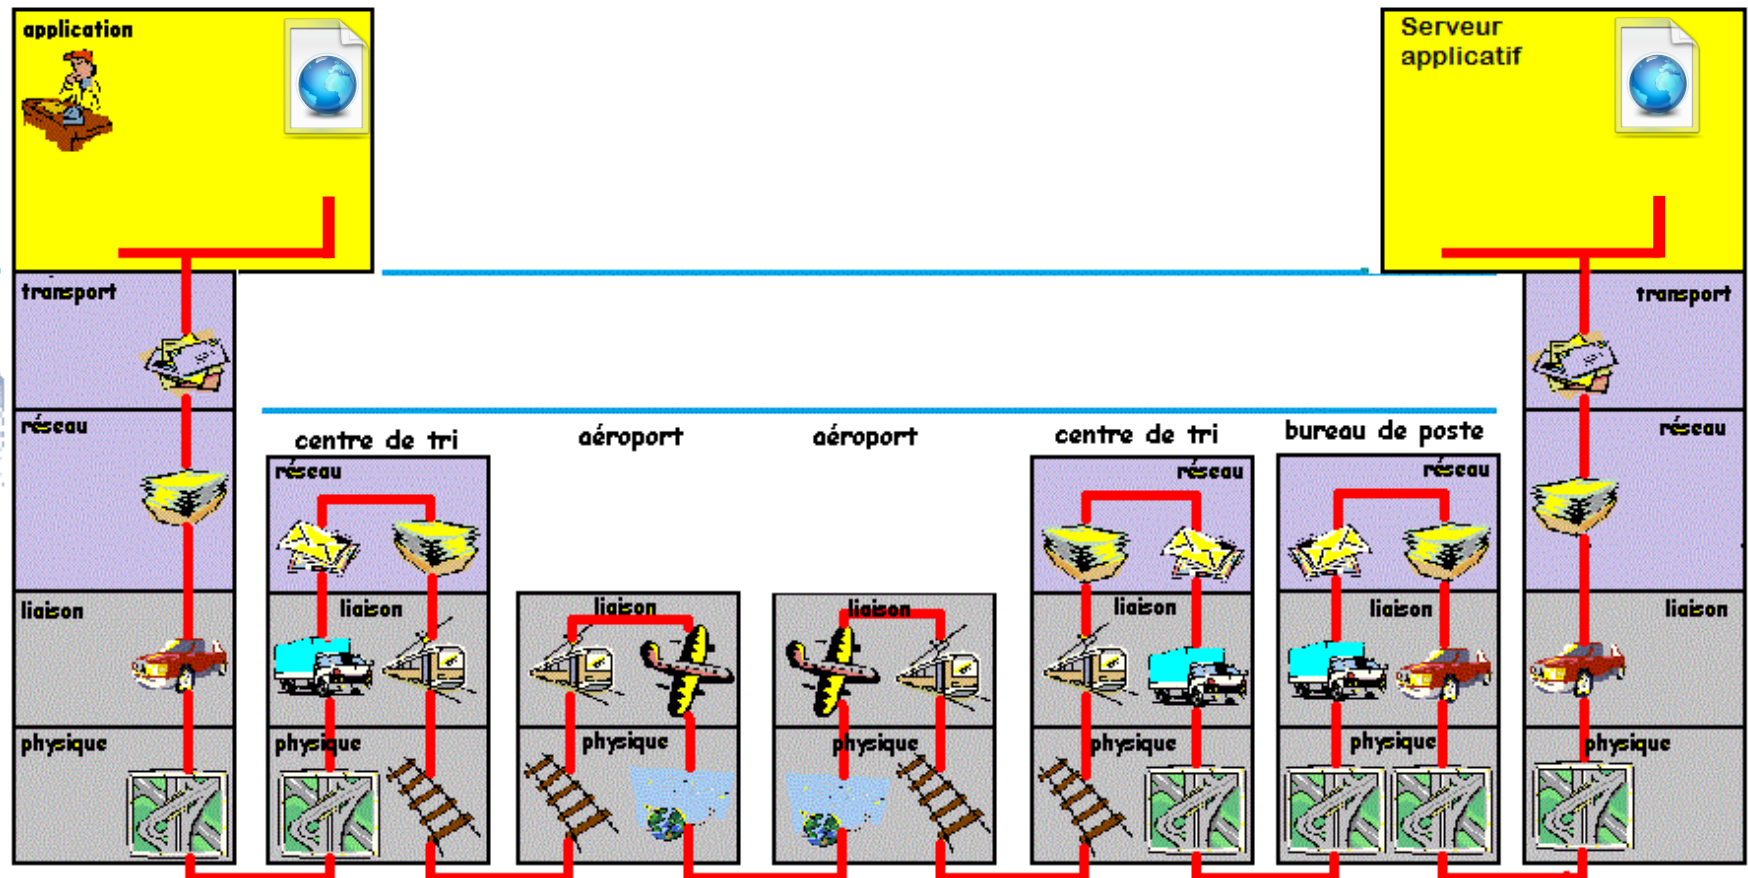 application
Serveur
applicatif
transport
transport
réseau
centre de tri
aéroport
aéroport
centre de tri
bureau de poste
réseau
réseau
réseau
réseau
liaison
liaison
liaison
liaison
liaison
liaison
liaison
physique
physique
physique
physique
physique
physique
physique